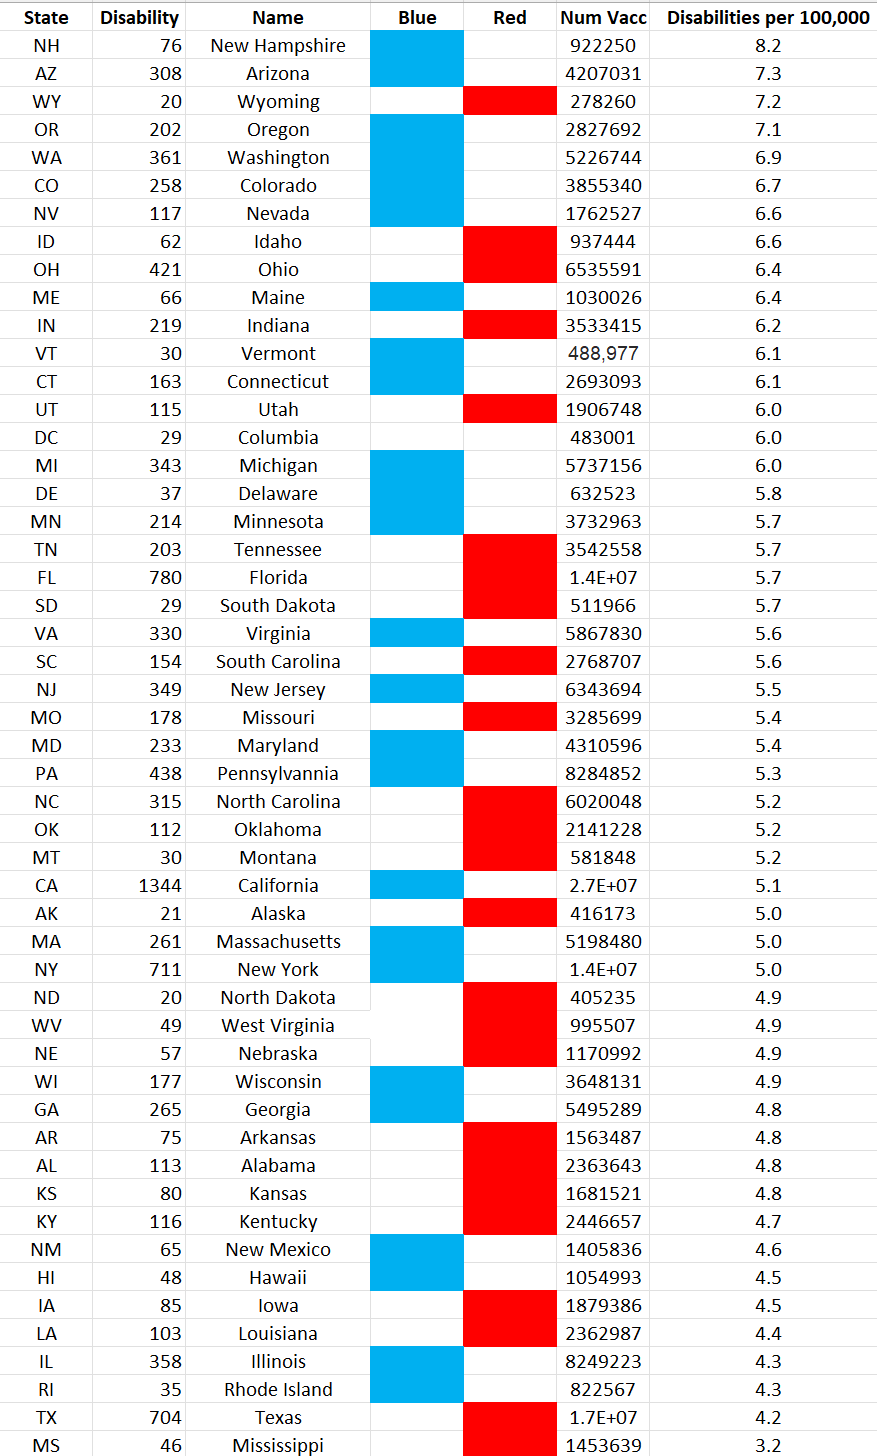 State Disability Name Blue Red Num Vacc Disabilities per 100,000
NH 76 New Hampshire 922250 8.2
AZ 308 Arizona 4207031 7.3
WY 20 Wyoming 278260 7.2
OR 202 Oregon 2827692 7.1
WA 361 Washington 5226744 6.9
CO 258 Colorado 3855340 6.7
NV 117 Nevada 1762527 6.6
ID 62 Idaho 937444 6.6
OH 421 Ohio 6535591 6.4
ME 66 Maine 1030026 6.4
IN 219 Indiana 3533415 6.2
VT 30 Vermont 488,977 6.1
CT 163 Connecticut 2693093 6.1
UT 115 Utah 1906748 6.0
DC 29 Columbia 483001 6.0
MI 343 Michigan 5737156 6.0
DE 37 Delaware 632523 5.8
MN 214 Minnesota 3732963 5.7
TN 203 Tennessee 3542558 5.7
FL 780 Florida 1.4E+07 5.7
SD 29 South Dakota 511966 5.7
VA 330 Virginia 5867830 5.6
SC 154 South Carolina 2768707 5.6
NJ 349 New Jersey 6343694 5.5
MO 178 Missouri 3285699 5.4
MD 233 Maryland 4310596 5.4
PA 438 Pennsylvannia 8284852 5.3
NC 315 North Carolina 6020048 5.2
OK 112 Oklahoma 2141228 5.2
MT 30 Montana 581848 5.2
CA 1344 California 2.7E+07 5.1
AK 21 Alaska 416173 5.0
MA 261 Massachusetts 5198480 5.0
NY 711 New York 1.4E+07 5.0
ND 20 North Dakota 405235 4.9
WV 49 West Virginia 995507 4.9
NE 57 Nebraska 1170992 4.9
WI 177 Wisconsin 3648131 4.9
GA 265 Georgia 5495289 4.8
AR 75 Arkansas 1563487 4.8
AL 113 Alabama 2363643 4.8
KS 80 Kansas 1681521 4.8
KY 116 Kentucky 2446657 4.7
NM 65 New Mexico 1405836 4.6
HI 48 Hawaii 1054993 4.5
IA 85 Iowa 1879386 4.5
LA 103 Louisiana 2362987 4.4
IL 358 Illinois 8249223 4.3
RI 35 Rhode Island 822567 4.3
TX 704 Texas 1.7E+07 4.2
MS 46 Mississippi 1453639 3.2